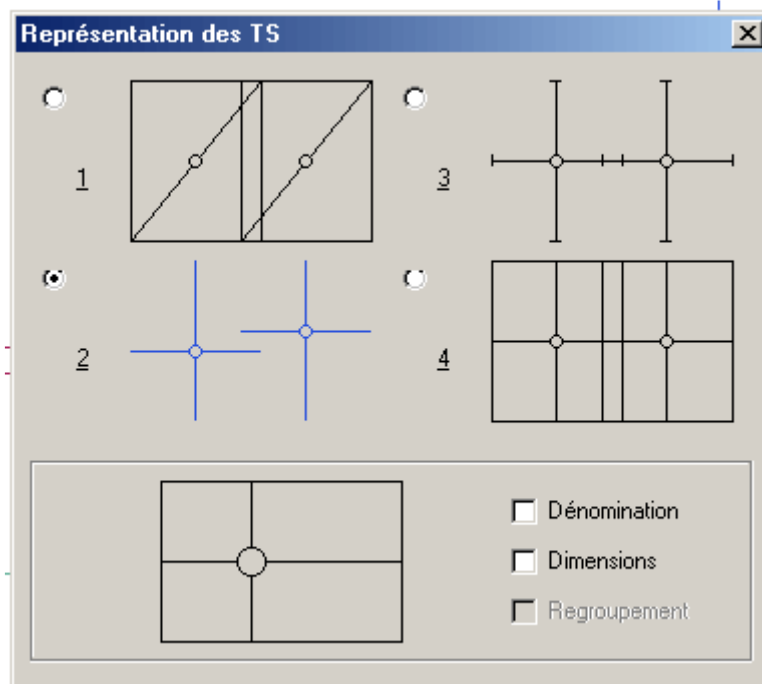 Représentation des TS
1
3
2
4
Dénomination
Dimensions
Regroupement